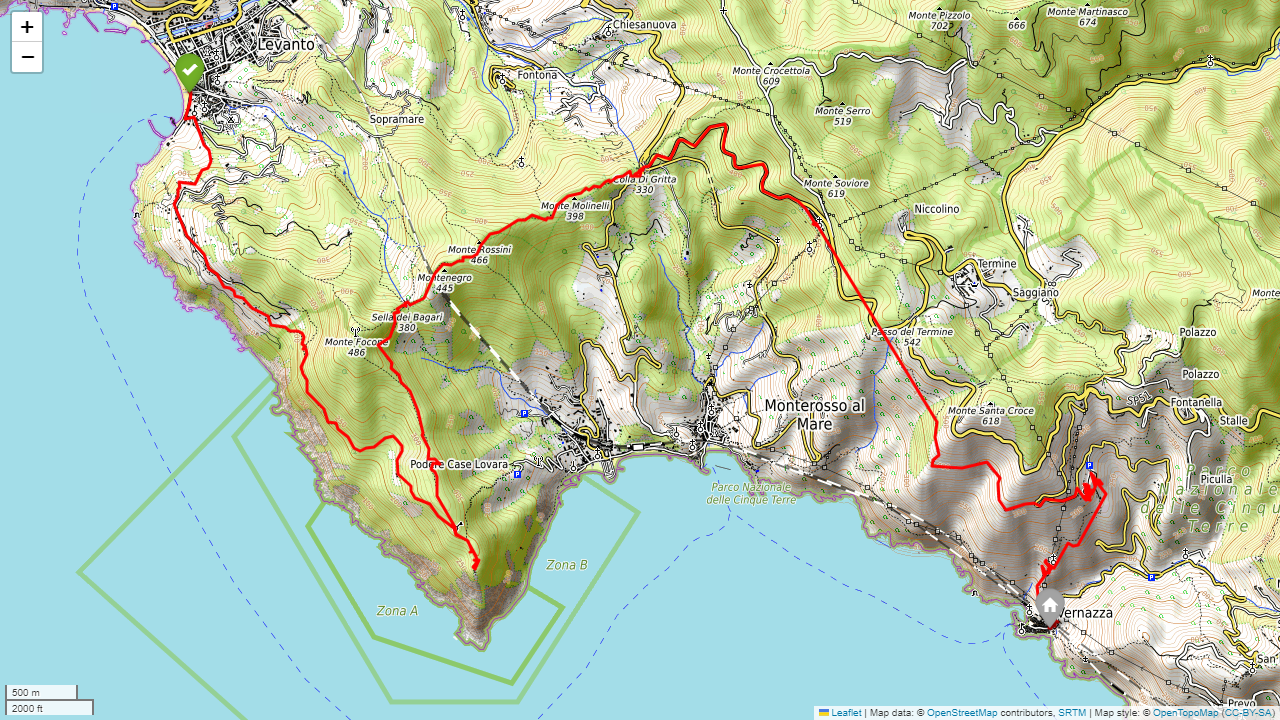 +
−
Levanto
Chiesanuova
Monte Pizzolo
702
666
Monte Martinasco
674
Fontona
Monte Crocettola
609
Sopramare
Monte Serro
519
Colla Di Gritta
330
Monte Soviore
619
Monte Molinelli
398
Niccolino
Monte Rossini
466
Montenegro
445
Termine
Saggiano
Monte
Sella dei Bagari
380
Monte Focone
486
Passo del Termine
542
Polazzo
Polazzo
Fontanella
Monterosso al
Mare
Monte Santa Croce
618
Stalle
Podere Case Lovara
Parco Nazionale
delle Cinque Terre
Piculla
Parco
Nazionale
delle Cinque
Terre
Zona B
Zona A
Vernazza
San
Prevo
500 m
2000 ft
Leaflet | Map data: © OpenStreetMap contributors, SRTM | Map style: © OpenTopoMap (CC-BY-SA)